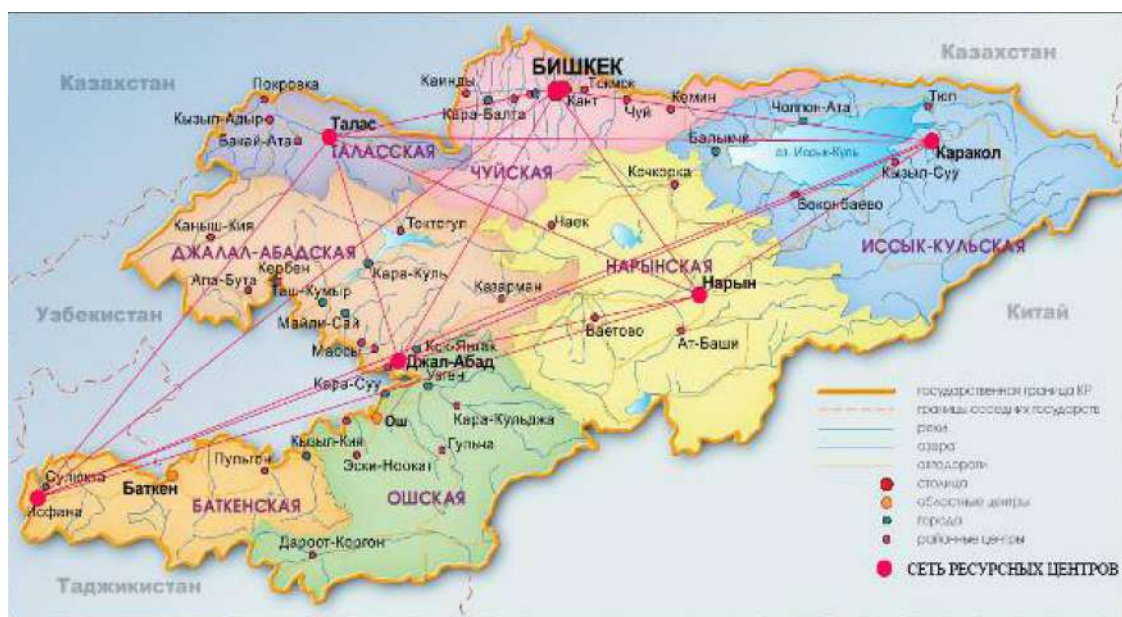 Казахстан
Казахстан
БИШКЕК
Каинды
Токмок
Покровка
Кант
Тюп
Кара-Балта
Чуй
Кемин
Чолпон-Ата
Кызыл-Адыр
Талас
Бакай-Ата
ТАЛАССКАЯ
Балыкчи
оз. Иссык-Куль
Каракол
ЧУЙСКАЯ
Кызыл-Суу
Кочкорка
Боконбаево
Каныш-Кия
Токтогул
Чаек
ДЖАЛАЛ-АБАДСКАЯ
ИССЫК-КУЛЬСКАЯ
Кербен
Кара-Куль
НАРЫНСКАЯ
Ала-Бута
Таш-Кумыр
Казарман
Нарын
Узбекистан
Майли-Сай
Китай
Баетово
Ат-Баши
Массы
Кок-Янгак
Джал-Абад
Кара-Суу
Узген
государственная граница КР
границы соседних государств
Кара-Кульджа
Ош
реки
Кызыл-Кия
Гульча
озера
Пульгон
Эски-Ноокат
автодороги
Сулюкта
столица
Баткен
областные центры
Исфана
БАТКЕНСКАЯ
ОШСКАЯ
города
Дароот-Коргон
районные центры
СЕТЬ РЕСУРСНЫХ ЦЕНТРОВ
Таджикистан